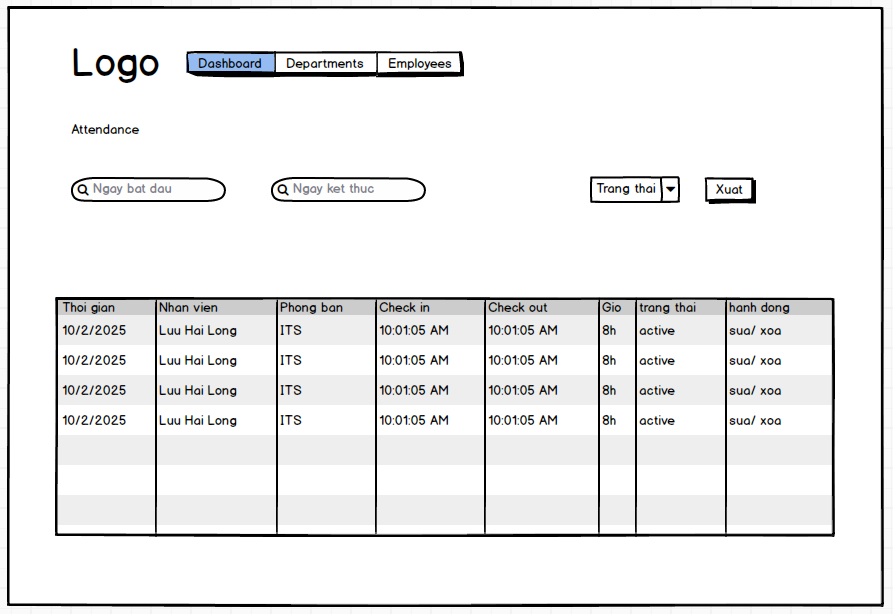 Logo Dashboard Departments Employees
Attendance
Ngay bat dau Ngay ket thuc Trang thai Xuat
Thoi gian Nhan vien Phong ban Check in Check out Gio trang thai hanh dong
10/2/2025 Luu Hai Long ITS 10:01:05 AM 10:01:05 AM 8h active sua/ xoa
10/2/2025 Luu Hai Long ITS 10:01:05 AM 10:01:05 AM 8h active sua/ xoa
10/2/2025 Luu Hai Long ITS 10:01:05 AM 10:01:05 AM 8h active sua/ xoa
10/2/2025 Luu Hai Long ITS 10:01:05 AM 10:01:05 AM 8h active sua/ xoa